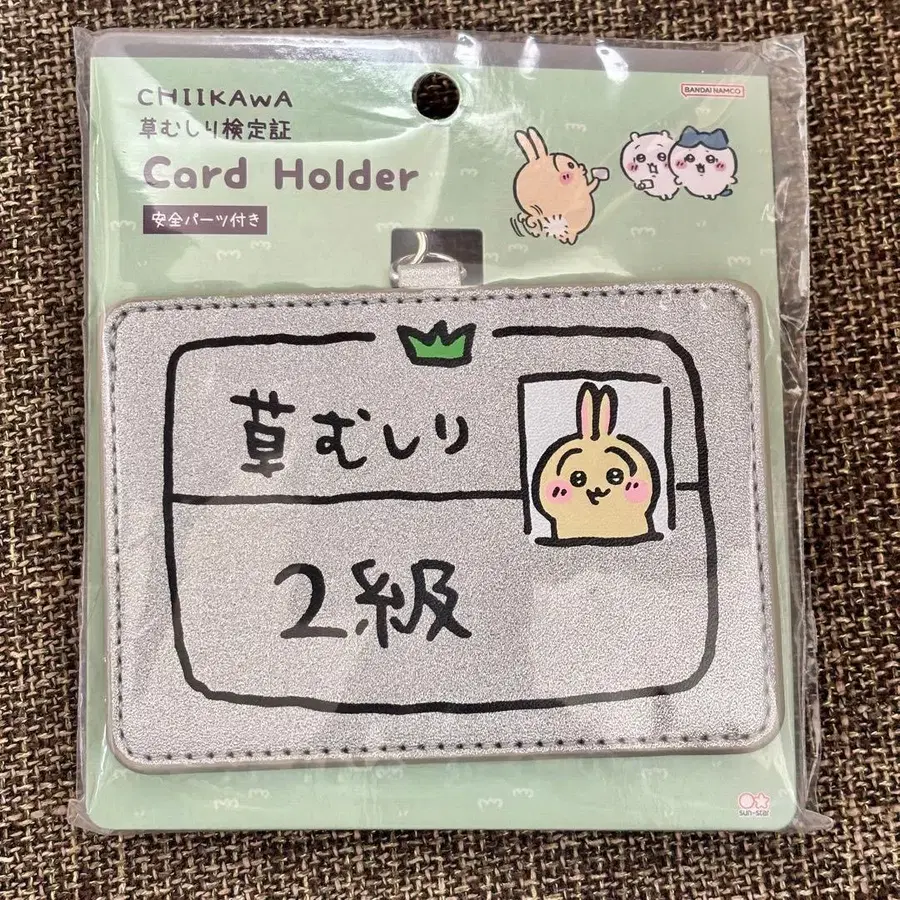 CHIIKAWA
草むしり検定証
Card Holder
安全パーツ付き
BANDAI NAMCO
草むしり
2級
sun-star